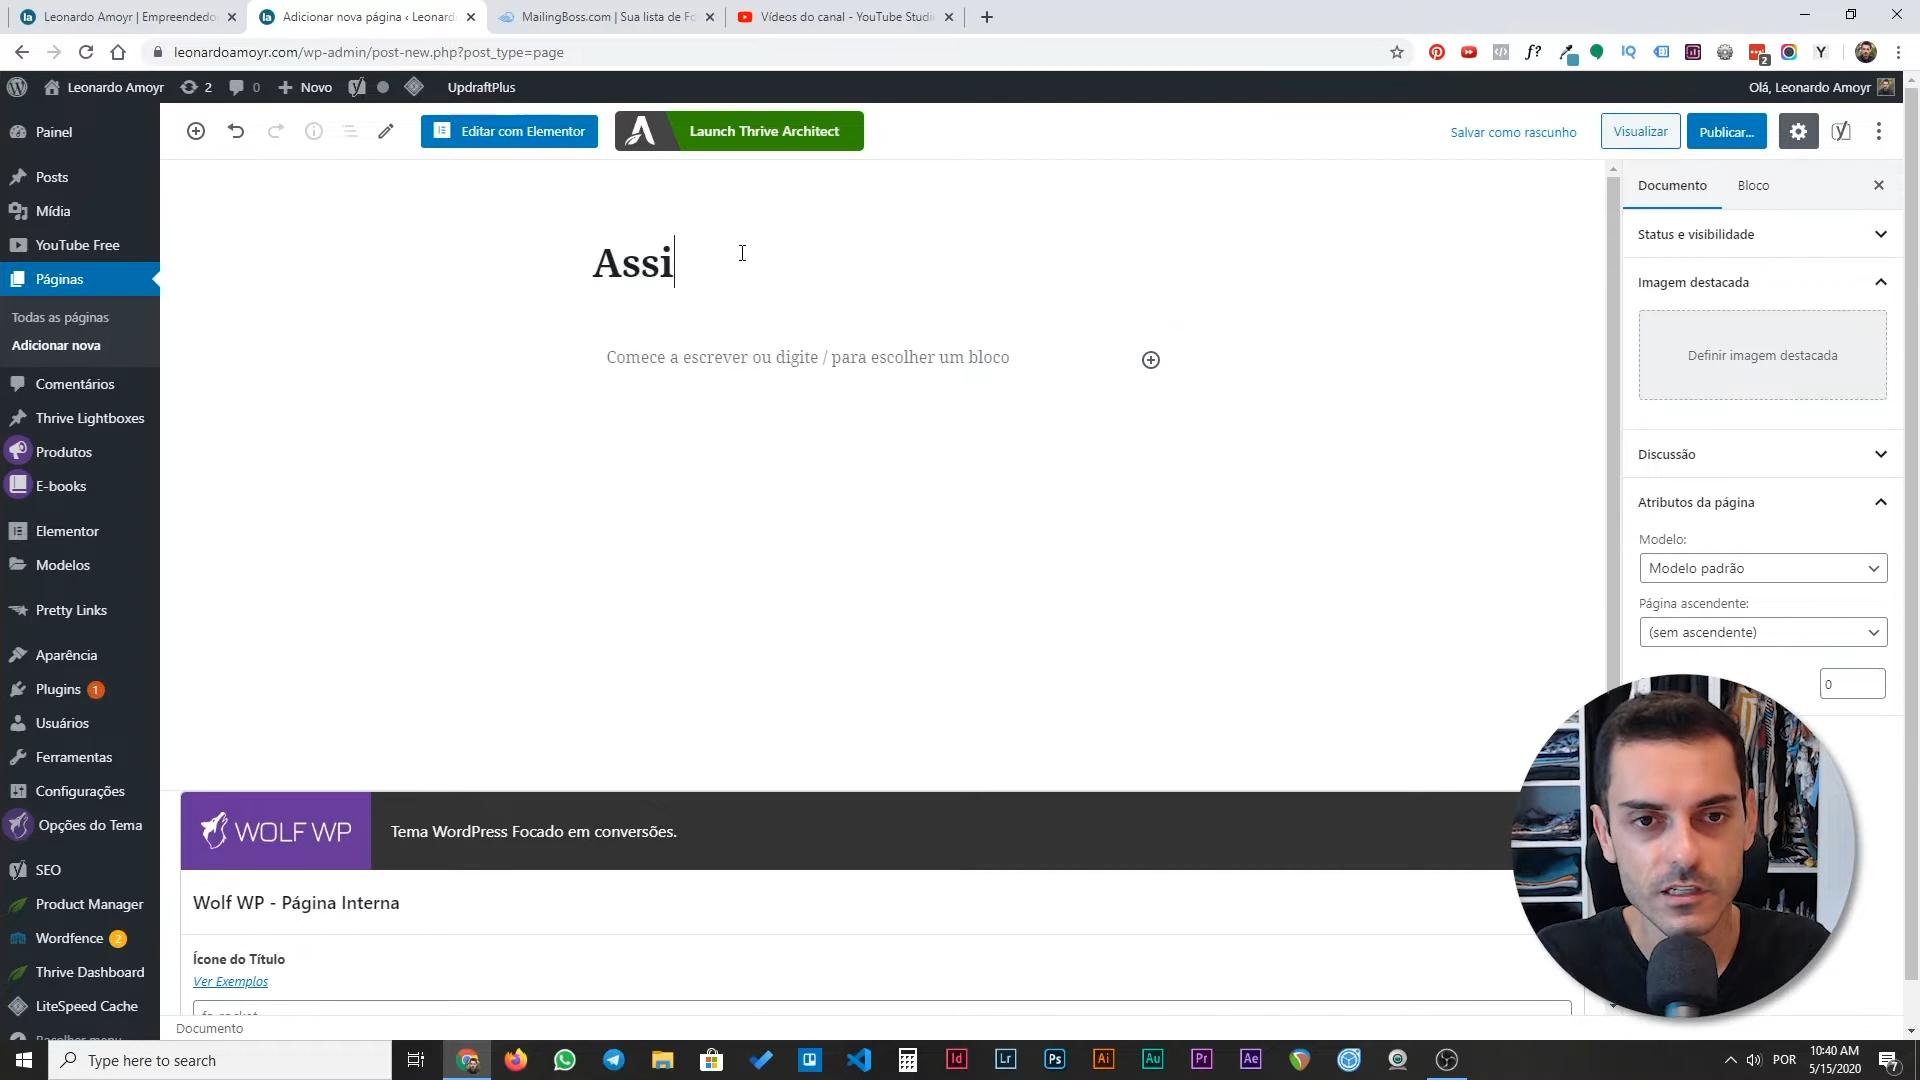 Leonardo Amoyr | Empreendedo
Adicionar nova página ‹ Leonard
MailingBoss.com | Sua lista de Fo
Vídeos do canal - YouTube Studi
leonardoamoyr.com/wp-admin/post-new.php?post_type=page
Leonardo Amoyr
2
0
Novo
UpdraftPlus
Olá, Leonardo Amoyr
Editar com Elementor
Launch Thrive Architect
Salvar como rascunho
Visualizar
Publicar...
Painel
Posts
Mídia
YouTube Free
Páginas
Todas as páginas
Adicionar nova
Comentários
Thrive Lightboxes
Produtos
E-books
Elementor
Modelos
Pretty Links
Aparência
Plugins 1
Usuários
Ferramentas
Configurações
Opções do Tema
SEO
Product Manager
Wordfence 2
Thrive Dashboard
LiteSpeed Cache
Recolher menu
Assi
Comece a escrever ou digite / para escolher um bloco
Documento
Bloco
Status e visibilidade
Imagem destacada
Definir imagem destacada
Discussão
Atributos da página
Modelo:
Modelo padrão
Página ascendente:
(sem ascendente)
0
WOLF WP
Tema WordPress Focado em conversões.
Wolf WP - Página Interna
Ícone do Título
Ver Exemplos
Documento
Type here to search
POR
10:40 AM
5/15/2020
7